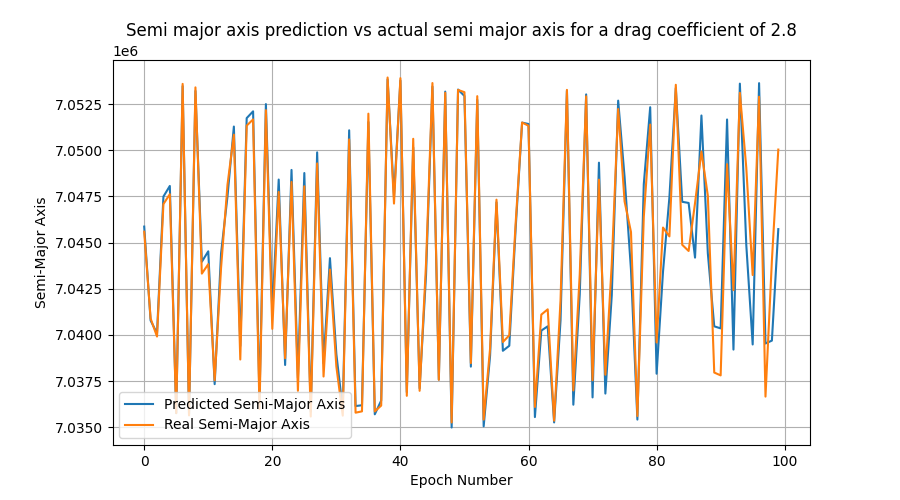 Semi major axis prediction vs actual semi major axis for a drag coefficient of 2.8
1e6
7.0525
7.0500
7.0475
7.0450
7.0425
7.0400
7.0375
7.0350
Semi-Major Axis
Predicted Semi-Major Axis
Real Semi-Major Axis
0 20 40 60 80 100
Epoch Number